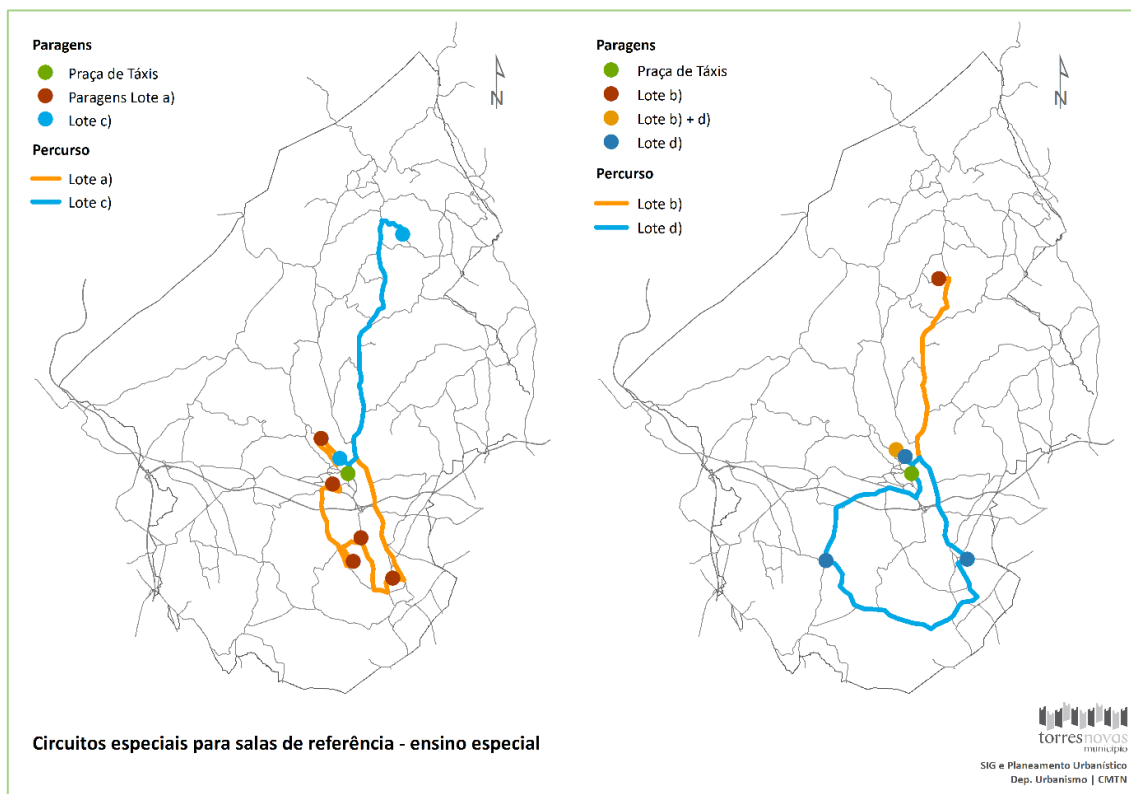 Paragens
Praça de Táxis
Paragens Lote a)
Lote c)
Percurso
Lote a)
Lote c)
N
Paragens
Praça de Táxis
Lote b)
Lote b) + d)
Lote d)
Percurso
Lote b)
Lote d)
N
Circuitos especiais para salas de referência - ensino especial
torresnovas
município
SIG e Planeamento Urbanístico
Dep. Urbanismo | CMTN